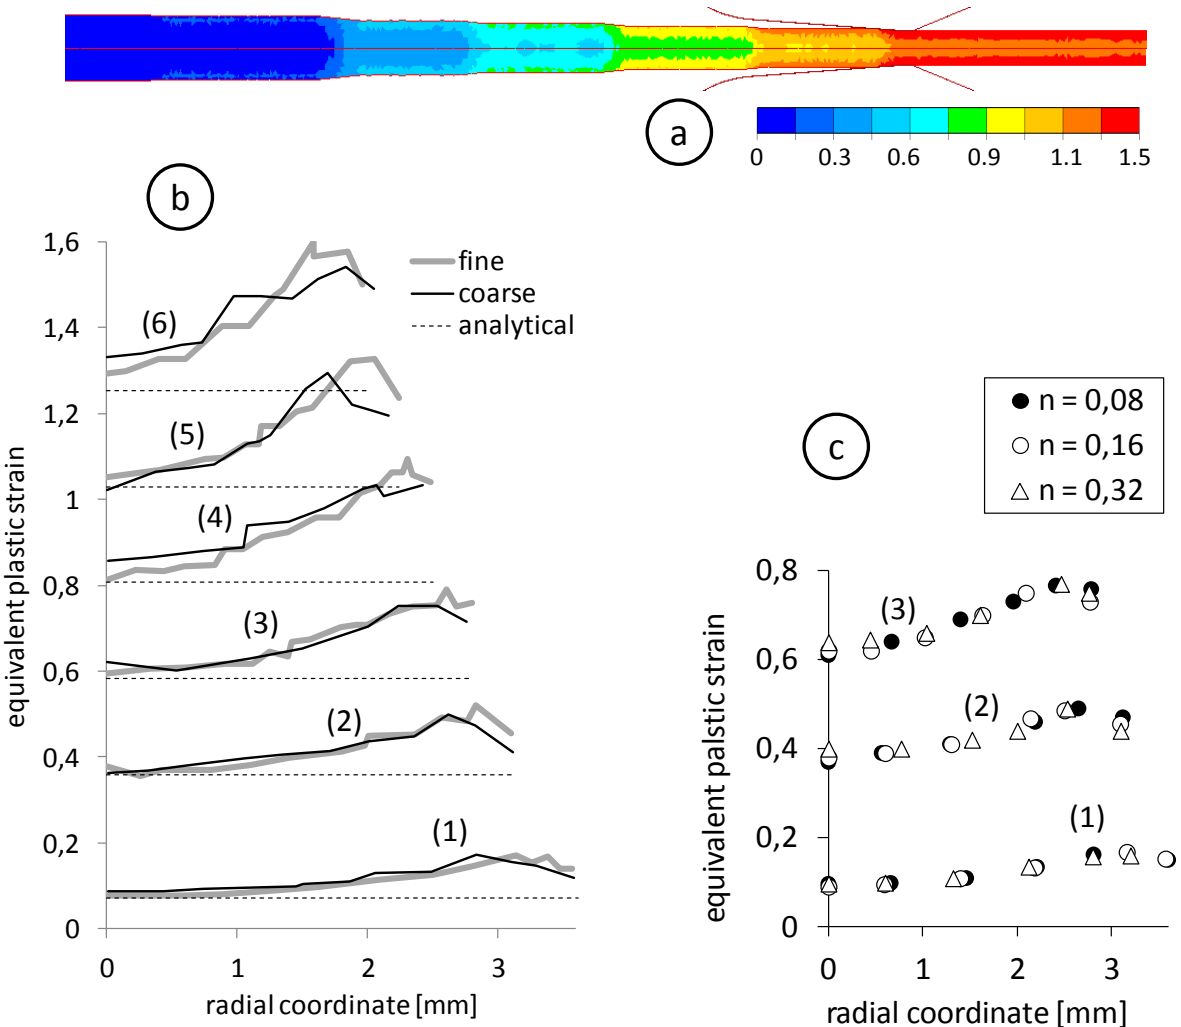 a
0 0.3 0.6 0.9 1.1 1.5
b
1,6
1,4
1,2
1
0,8
0,6
0,4
0,2
0
equivalent plastic strain
fine
coarse
analytical
(6)
(5)
(4)
(3)
(2)
(1)
0 1 2 3
radial coordinate [mm]
c
n = 0,08
n = 0,16
n = 0,32
0,8
0,6
0,4
0,2
0
equivalent palstic strain
(3)
(2)
(1)
0 1 2 3
radial coordinate [mm]